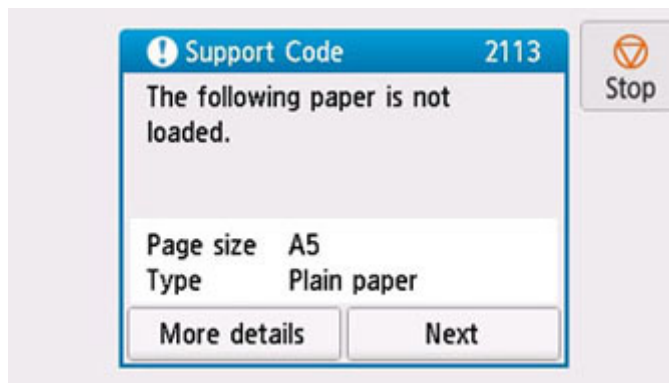 Support Code 2113
Stop
The following paper is not
loaded.
Page size A5
Type Plain paper
More details Next